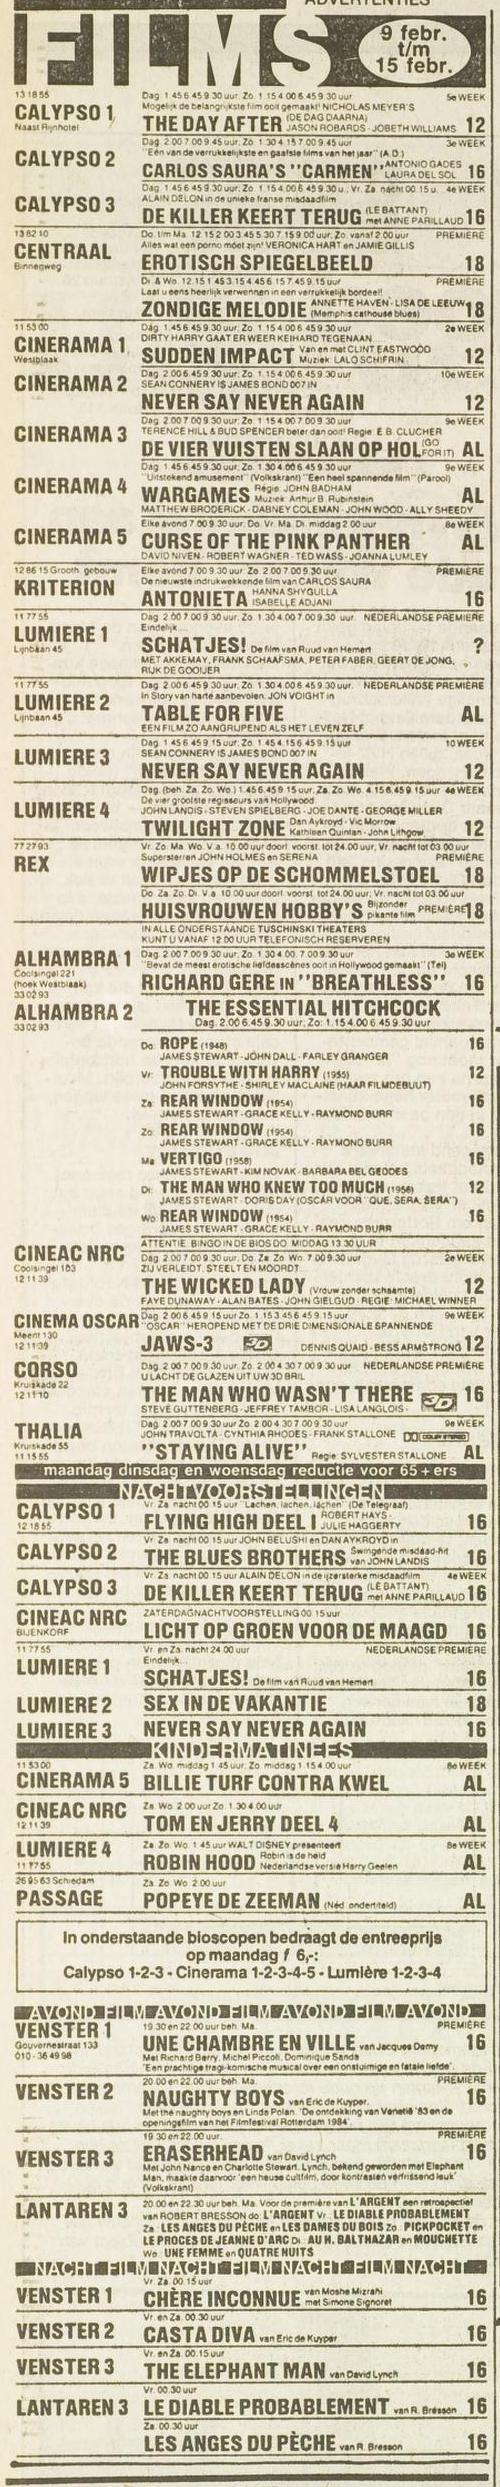 ADVERTENTIES
FILMS
9 febr.
t/m
15 febr.
13 18 55
CALYPSO 1
Naast Rijnhotel
Dag. 1.45 6.45 9.30 uur, Zo. 1.15 4.00 6.45 9.30 uur 5e WEEK
Mogelijk de belangrijkste film ooit gemaakt! NICHOLAS MEYER'S
THE DAY AFTER (DE DAG DAARNA) JASON ROBARDS - JOBETH WILLIAMS 12
CALYPSO 2
Dag. 2.00 7.00 9.45 uur, Zo. 1.30 4.15 7.00 9.45 uur 3e WEEK
"Eén van de verrukkelijkste en gaafste films van het jaar" (A.D.)
CARLOS SAURA'S "CARMEN" ANTONIO GADES LAURA DEL SOL 16
CALYPSO 3
Dag. 1.45 6.45 9.30 uur, Zo. 1.15 4.00 6.45 9.30 u., Vr. Za. nacht 00.15 u. 4e WEEK
ALAIN DELON in de unieke franse misdaadfilm
DE KILLER KEERT TERUG (LE BATTANT) met ANNE PARILLAUD 16
13 82 10
CENTRAAL
Binnenweg
Do. t/m Ma. 12.15 2.00 3.45 5.30 7.15 9.00 uur, Zo. vanaf 2.00 uur PREMIÈRE
Alles wat een porno móet zijn! VERONICA HART en JAMIE GILLIS
EROTISCH SPIEGELBEELD 18
Di. & Wo. 12.15 1.45 3.15 4.45 6.15 7.45 9.15 uur PREMIÈRE
Laat u eens heerlijk verwennen in een verrukkelijk bordeel!
ZONDIGE MELODIE ANNETTE HAVEN - LISA DE LEEUW (Memphis cathouse blues) 18
11 53 00
CINERAMA 1
Westblaak
Dag. 1.45 6.45 9.30 uur, Zo. 1.15 4.00 6.45 9.30 uur 2e WEEK
DIRTY HARRY GAAT ER WEER KEIHARD TEGENAAN
SUDDEN IMPACT Van en met CLINT EASTWOOD Muziek: LALO SCHIFRIN 12
CINERAMA 2
Dag. 2.00 6.45 9.30 uur, Zo. 1.15 4.00 6.45 9.30 uur 10e WEEK
SEAN CONNERY IS JAMES BOND 007 IN
NEVER SAY NEVER AGAIN 12
CINERAMA 3
Dag. 2.00 7.00 9.30 uur, Zo. 1.15 4.00 7.00 9.30 uur 9e WEEK
TERENCE HILL & BUD SPENCER beter dan ooit! Regie: E.B. CLUCHER
DE VIER VUISTEN SLAAN OP HOL (GO FOR IT) AL
CINERAMA 4
Dag. 1.45 6.45 9.30 uur, Zo. 1.30 4.00 6.45 9.30 uur 9e WEEK
"Uitstekend amusement" (Volkskrant) "Een heel spannende film" (Parool)
WARGAMES Regie: JOHN BADHAM Muziek: Arthur B. Rubinstein AL
MATTHEW BRODERICK - DABNEY COLEMAN - JOHN WOOD - ALLY SHEEDY
CINERAMA 5
Elke avond 7.00 9.30 uur, Do. Vr. Ma. Di. middag 2.00 uur 8e WEEK
CURSE OF THE PINK PANTHER AL
DAVID NIVEN - ROBERT WAGNER - TED WASS - JOANNA LUMLEY
12 86 15 Grooth. gebouw
KRITERION
Elke avond 7.00 9.30 uur, Zo. 2.00 7.00 9.30 uur PREMIÈRE
De nieuwste indrukwekkende film van CARLOS SAURA
ANTONIETA HANNA SHYGULLA ISABELLE ADJANI 16
11 77 55
LUMIERE 1
Lijnbaan 45
Dag. 2.00 7.00 9.30 uur, Zo. 1.30 4.00 7.00 9.30 uur NEDERLANDSE PREMIÈRE
Eindelijk....
SCHATJES! De film van Ruud van Hemert ?
MET AKKEMAY, FRANK SCHAAFSMA, PETER FABER, GEERT DE JONG,
RIJK DE GOOIJER
11 77 55
LUMIERE 2
Lijnbaan 45
Dag. 2.00 6.45 9.30 uur, Zo. 1.30 4.00 6.45 9.30 uur. NEDERLANDSE PREMIÈRE
In Story van harte aanbevolen. JON VOIGHT in
TABLE FOR FIVE AL
EEN FILM ZO AANGRIJPEND ALS HET LEVEN ZELF
LUMIERE 3
Dag. 1.45 6.45 9.15 uur, Zo. 1.45 4.15 6.45 9.15 uur 10 WEEK
SEAN CONNERY IS JAMES BOND 007 IN
NEVER SAY NEVER AGAIN 12
LUMIERE 4
Dag. (beh. Za. Zo. Wo.) 1.45 6.45 9.15 uur, Za. Zo. Wo. 4.15 6.45 9.15 uur 4e WEEK
De vier grootste regisseurs van Hollywood
JOHN LANDIS - STEVEN SPIELBERG - JOE DANTE - GEORGE MILLER
TWILIGHT ZONE Dan Aykroyd - Vic Morrow Kathleen Quinlan - John Lithgow 12
77 27 93
REX
Vr. Zo. Ma. Wo. V.a. 10.00 uur doorl. voorst. tot 24.00 uur, Vr. nacht tot 03.00 uur
Supersterren JOHN HOLMES en SERENA PREMIÈRE
WIPJES OP DE SCHOMMELSTOEL 18
Do. Za. Zo. Di. V.a. 10.00 uur doorl. voorst. tot 24.00 uur, Vr. nacht tot 03.00 uur
HUISVROUWEN HOBBY'S Bijzonder pikante film PREMIÈRE 18
IN ALLE ONDERSTAANDE TUSCHINSKI THEATERS
KUNT U VANAF 12.00 UUR TELEFONISCH RESERVEREN
ALHAMBRA 1
Coolsingel 221
(hoek Westblaak)
33 02 93
Dag. 2.00 7.00 9.30 uur, Zo. 1.30 4.00, 7.00 9.30 uur 3e WEEK
"Bevat de meest erotische liefdesscènes ooit in Hollywood gemaakt" (Tel)
RICHARD GERE IN "BREATHLESS" 16
ALHAMBRA 2
33 02 93
THE ESSENTIAL HITCHCOCK
Dag. 2.00 6.45 9.30 uur, Zo. 1.15 4.00 6.45 9.30 uur
Do. ROPE (1948) 16
JAMES STEWART - JOHN DALL - FARLEY GRANGER
Vr. TROUBLE WITH HARRY (1955) 12
JOHN FORSYTHE - SHIRLEY MACLAINE (HAAR FILMDEBUUT)
Za. REAR WINDOW (1954) 16
JAMES STEWART - GRACE KELLY - RAYMOND BURR
Zo. REAR WINDOW (1954) 16
JAMES STEWART - GRACE KELLY - RAYMOND BURR
Ma. VERTIGO (1958) 16
JAMES STEWART - KIM NOVAK - BARBARA BEL GEDDES
Di. THE MAN WHO KNEW TOO MUCH (1956) 12
JAMES STEWART - DORIS DAY (OSCAR VOOR "QUE, SERA, SERA")
Wo. REAR WINDOW (1954) 16
JAMES STEWART - GRACE KELLY - RAYMOND BURR
ATTENTIE: BINGO IN DE BIOS DO. MIDDAG 13.30 UUR
CINEAC NRC
Coolsingel 103
12 11 39
Dag. 2.00 7.00 9.30 uur, Do. Za. Zo. Wo. 7.00 9.30 uur 2e WEEK
ZIJ VERLEIDT, STEELT EN MOORDT
THE WICKED LADY (Vrouw zonder schaamte) 12
FAYE DUNAWAY - ALAN BATES - JOHN GIELGUD - REGIE: MICHAEL WINNER
CINEMA OSCAR
Meent 130
12 11 39
Dag. 2.00 6.45 9.15 uur Zo. 1.15 3.45 6.45 9.15 uur 9e WEEK
"OSCAR" HEROPEND MET DE DRIE DIMENSIONALE SPANNENDE
JAWS-3 3D DENNIS QUAID - BESS ARMSTRONG 12
CORSO
Kruiskade 22
12 11 10
Dag. 2.00 7.00 9.30 uur, Zo. 2.00 4.30 7.00 9.30 uur NEDERLANDSE PREMIÈRE
U LACHT DE GLAZEN UIT UW 3D BRIL
THE MAN WHO WASN'T THERE 3D 16
STEVE GUTTENBERG - JEFFREY TAMBOR - LISA LANGLOIS -
THALIA
Kruiskade 55
11 15 55
Dag. 2.00 7.00 9.30 uur Zo. 2.00 4.30 7.00 9.30 uur 9e WEEK
JOHN TRAVOLTA - CYNTHIA RHODES - FRANK STALLONE DOLBY STEREO
"STAYING ALIVE" Regie: SYLVESTER STALLONE AL
maandag dinsdag en woensdag reductie voor 65+ers
NACHTVOORSTELLINGEN
CALYPSO 1
12 18 55
Vr. Za. nacht 00.15 uur "Lachen, lachen, lachen" (De Telegraaf)
FLYING HIGH DEEL I ROBERT HAYS - JULIE HAGGERTY 16
CALYPSO 2
Vr. Za. nacht 00.15 uur JOHN BELUSHI en DAN AYKROYD in
THE BLUES BROTHERS Swingende misdaad-hit van JOHN LANDIS 16
CALYPSO 3
Vr. Za. nacht 00.15 uur ALAIN DELON in de ijzersterke misdaadfilm 4e WEEK
DE KILLER KEERT TERUG (LE BATTANT) met ANNE PARILLAUD 16
CINEAC NRC
BIJENKORF
ZATERDAGNACHTVOORSTELLING 00.15 uur
LICHT OP GROEN VOOR DE MAAGD 16
11 77 55
LUMIERE 1
Vr. en Za. nacht 24.00 uur NEDERLANDSE PREMIÈRE
Eindelijk...
SCHATJES! De film van Ruud van Hemert 16
LUMIERE 2 SEX IN DE VAKANTIE 18
LUMIERE 3 NEVER SAY NEVER AGAIN 16
KINDERMATINEES
11 53 00
CINERAMA 5
Za. Wo. middag 1.45 uur, Zo. middag 1.15 4.00 uur 8e WEEK
BILLIE TURF CONTRA KWEL AL
CINEAC NRC
12 11 39
Za. Wo. 2.00 uur Zo. 1.30 4.00 uur
TOM EN JERRY DEEL 4 AL
LUMIERE 4
11 77 55
Za. Zo. Wo. 1.45 uur WALT DISNEY presenteert 8e WEEK
ROBIN HOOD Robin is de held Nederlandse versie Harry Geelen AL
26 95 63 Schiedam
PASSAGE
Za. Zo. Wo. 2.00 uur
POPEYE DE ZEEMAN (Ned. ondertiteld) AL
In onderstaande bioscopen bedraagt de entreeprijs
op maandag f 6,-:
Calypso 1-2-3 - Cinerama 1-2-3-4-5 - Lumière 1-2-3-4
AVOND FILM AVOND FILM AVOND FILM AVOND
VENSTER 1
Gouvernestraat 133
010 - 36 49 98
19.30 en 22.00 uur beh. Ma. PREMIÈRE
UNE CHAMBRE EN VILLE van Jacques Demy 16
Met Richard Berry, Michel Piccoli, Dominique Sanda
'Een prachtige tragi-komische musical over een onstuimige en fatale liefde'.
VENSTER 2
20.00 en 22.00 uur beh. Ma. PREMIÈRE
NAUGHTY BOYS van Eric de Kuyper. 16
Met the naughty boys en Linda Polan. 'De ontdekking van Venetië '83 en de
openingsfilm van het Filmfestival Rotterdam 1984'.
VENSTER 3
19.30 en 22.00 uur. PREMIÈRE
ERASERHEAD van David Lynch 16
Met John Nance en Charlotte Stewart. Lynch, bekend geworden met Elephant
Man, maakte daarvoor 'een heuse cultfilm, door kontrasten verfrissend leuk'
(Volkskrant)
LANTAREN 3
20.00 en 22.30 uur beh. Ma. Voor de première van L'ARGENT een retrospectief
van ROBERT BRESSON do: L'ARGENT Vr.: LE DIABLE PROBABLEMENT
Za.: LES ANGES DU PÈCHE en LES DAMES DU BOIS Zo.: PICKPOCKET en
LE PROCES DE JEANNE D'ARC Di.: AU H. BALTHAZAR en MOUCHETTE
Wo.: UNE FEMME en QUATRE NUITS
NACHT FILM NACHT FILM NACHT FILM NACHT
VENSTER 1
Vr. Za. 00.15 uur
CHÈRE INCONNUE van Moshe Mizrahi met Simone Signoret 16
VENSTER 2
Vr. en Za. 00.30 uur
CASTA DIVA van Eric de Kuyper 16
VENSTER 3
Vr. en Za. 00.15 uur
THE ELEPHANT MAN van David Lynch 16
LANTAREN 3
Vr. 00.30 uur
LE DIABLE PROBABLEMENT van R. Bresson 16
Za. 00.30 uur
LES ANGES DU PÈCHE van R. Bresson 16